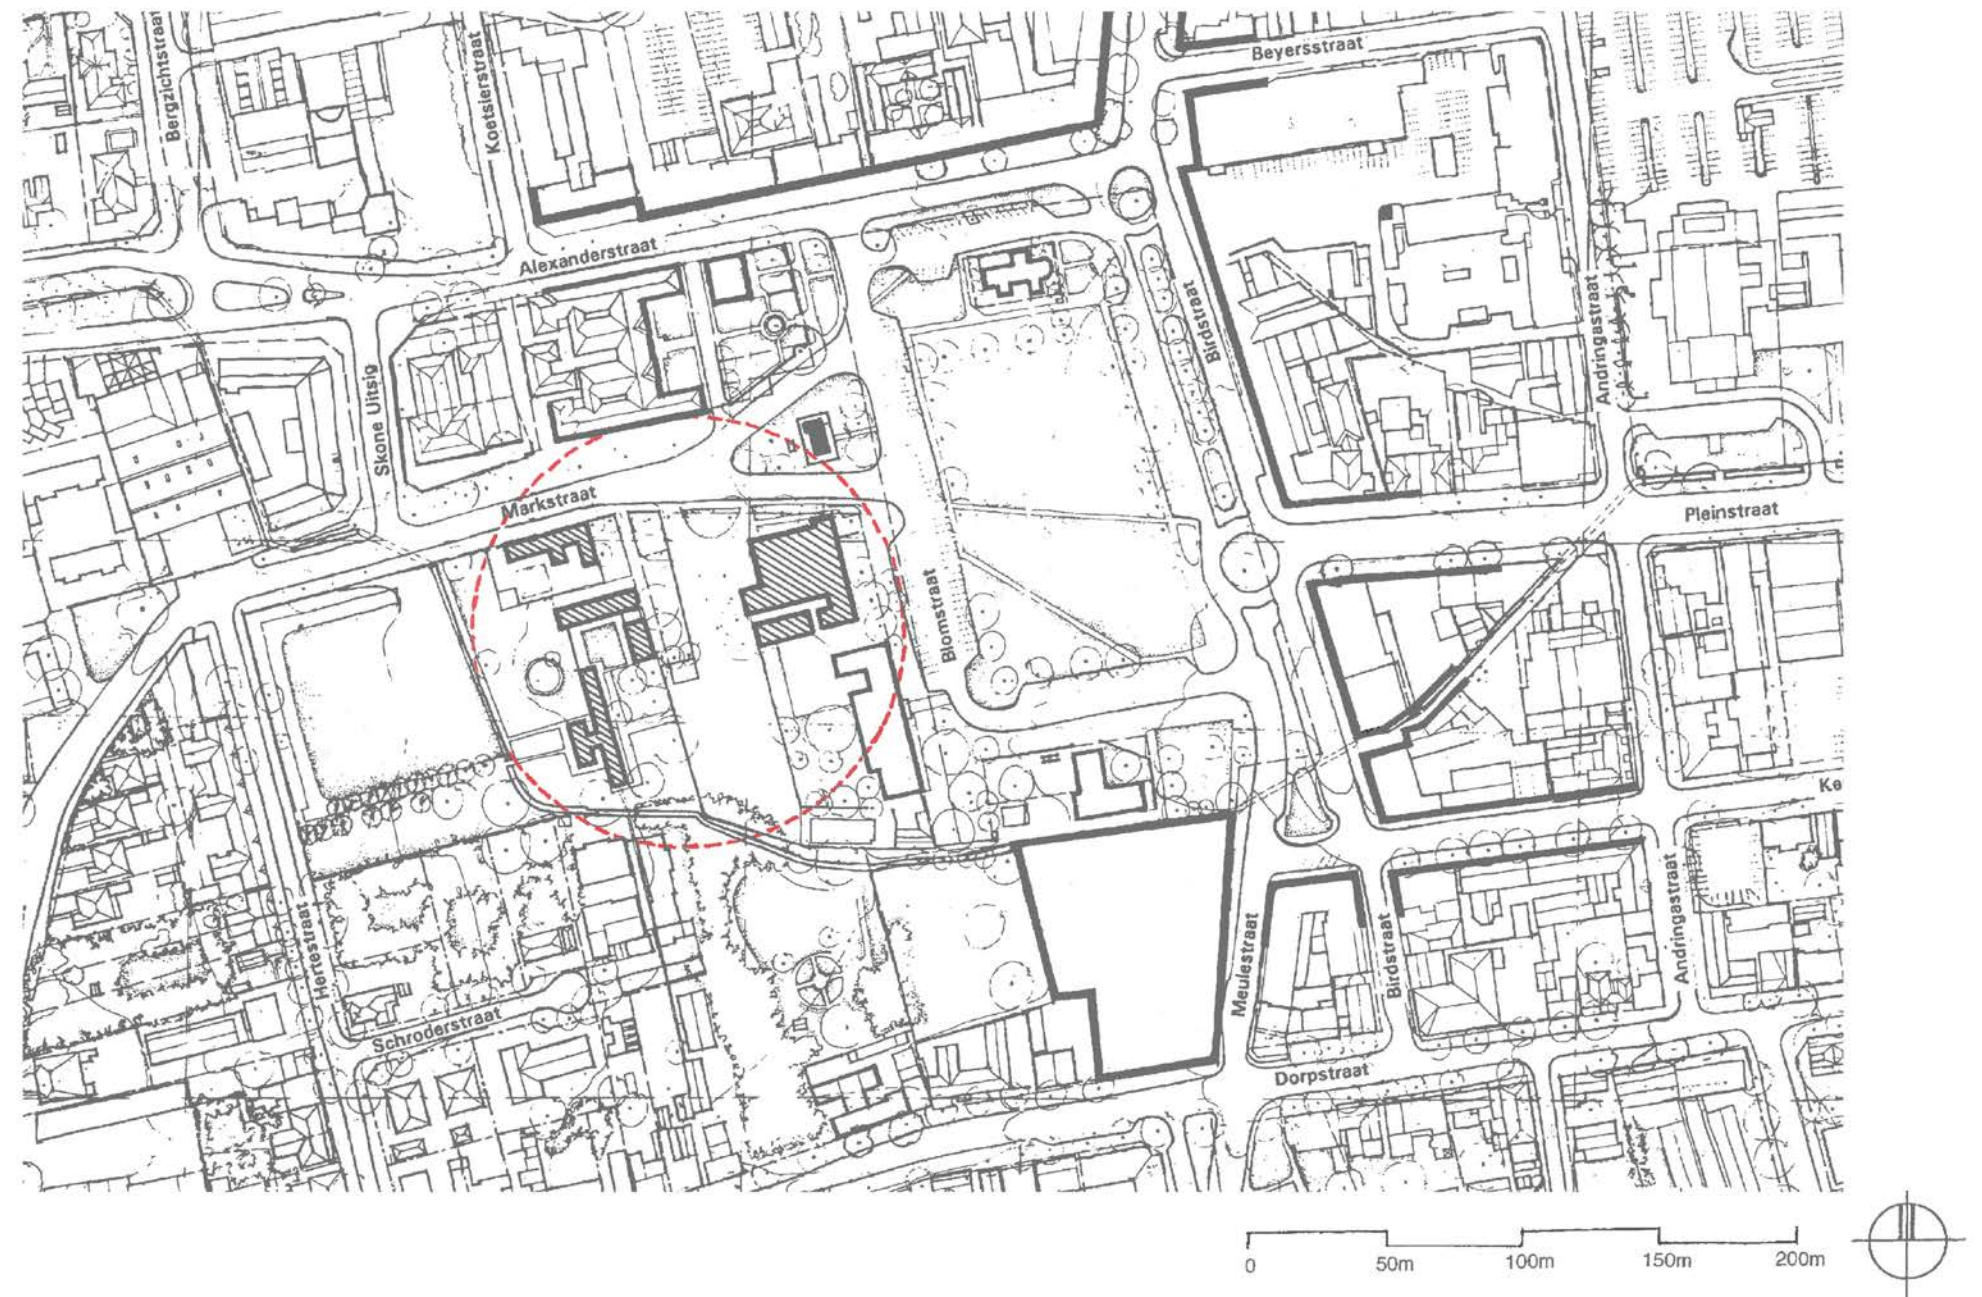 Bergzichtstraat
Koetsierstraat
Beyersstraat
Alexanderstraat
Birdstraat
Andringastraat
Skone Uitsig
Markstraat
Pleinstraat
Blomstraat
Ke
Hertestraat
Meulestraat
Birdstraat
Andringastraat
Schroderstraat
Dorpstraat
0 50m 100m 150m 200m